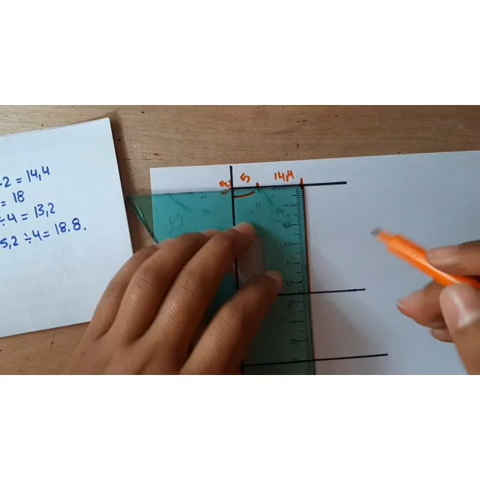 -2 = 14,4
= 18
÷4 = 13,2
5,2 ÷4= 18.8.
5
14,4